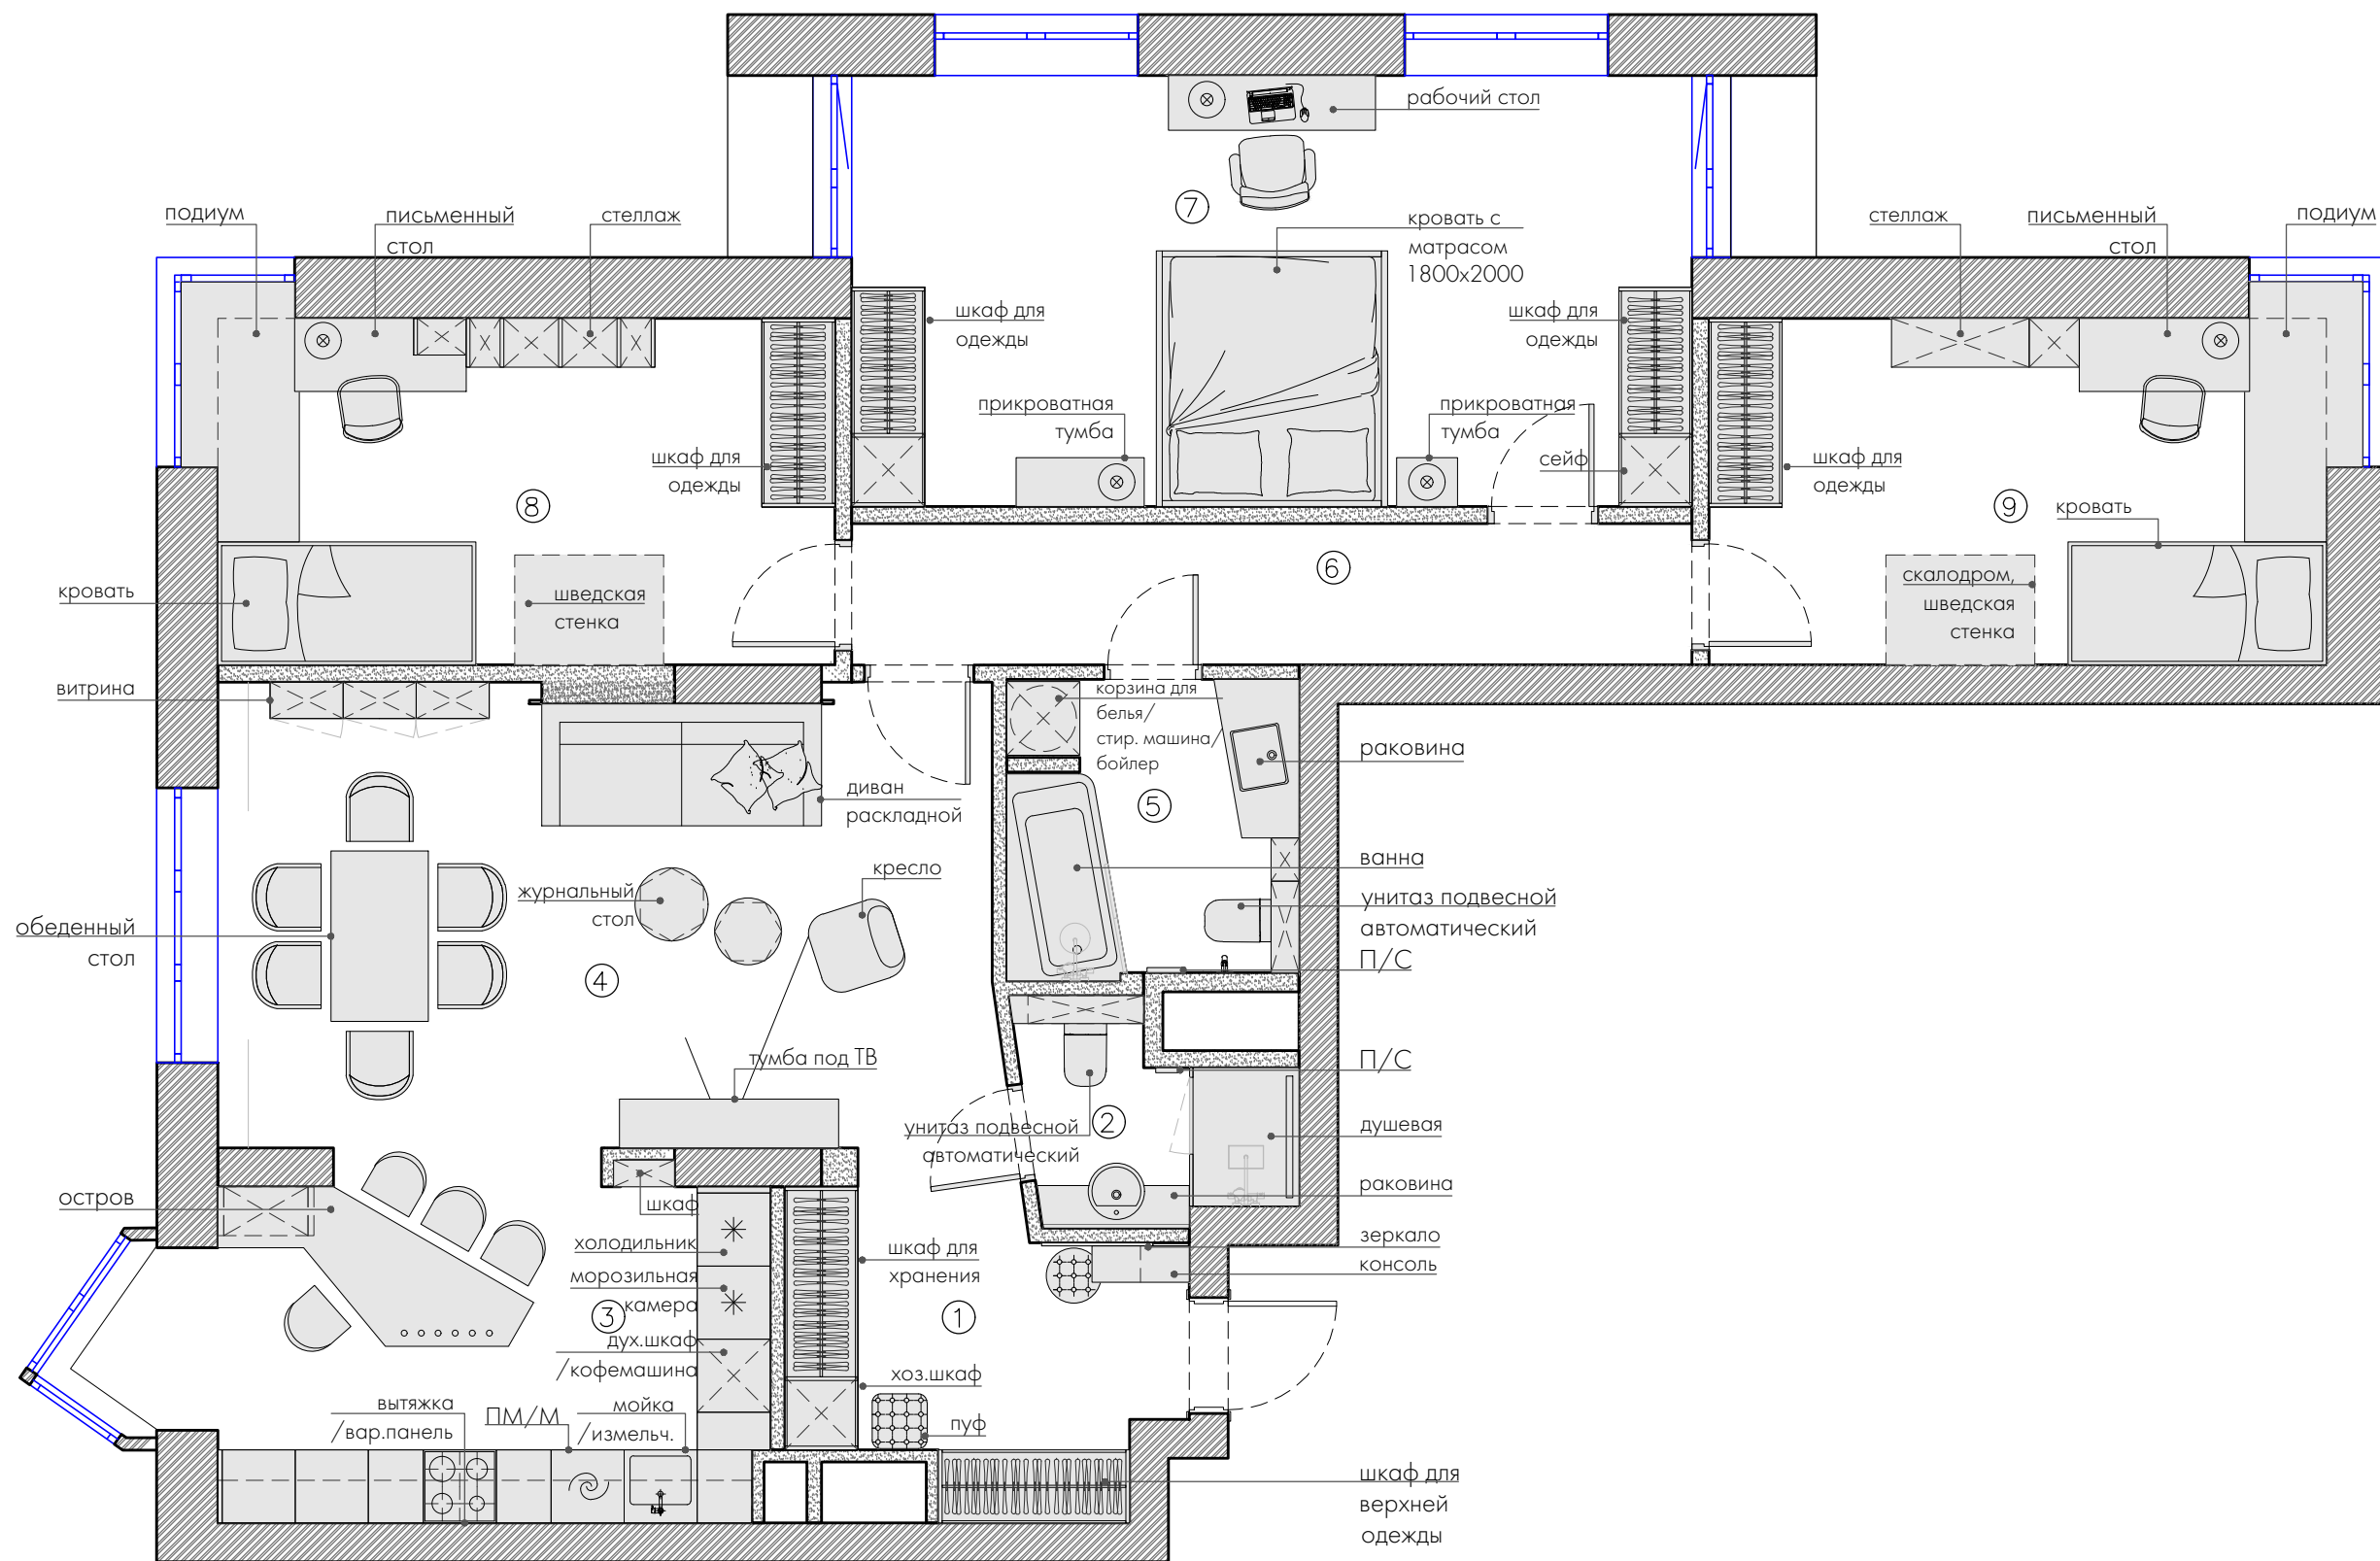 рабочий стол
7
кровать с
матрасом
1800х2000
подиум
письменный
стол
стеллаж
стеллаж
письменный
стол
подиум
шкаф для
одежды
шкаф для
одежды
прикроватная
тумба
прикроватная
тумба
шкаф для
одежды
сейф
шкаф для
одежды
8
9
кровать
6
кровать
шведская
стенка
скалодром,
шведская
стенка
витрина
корзина для
белья/
стир. машина/
бойлер
раковина
диван
раскладной
5
кресло
ванна
журнальный
стол
унитаз подвесной
автоматический
обеденный
стол
П/С
4
тумба под ТВ
П/С
2
унитаз подвесной
автоматический
душевая
остров
шкаф
раковина
холодильник
шкаф для
хранения
зеркало
консоль
морозильная
камера
3
1
дух.шкаф
/кофемашина
хоз.шкаф
вытяжка
/вар.панель
ПМ/М
мойка
/измельч.
пуф
шкаф для
верхней
одежды